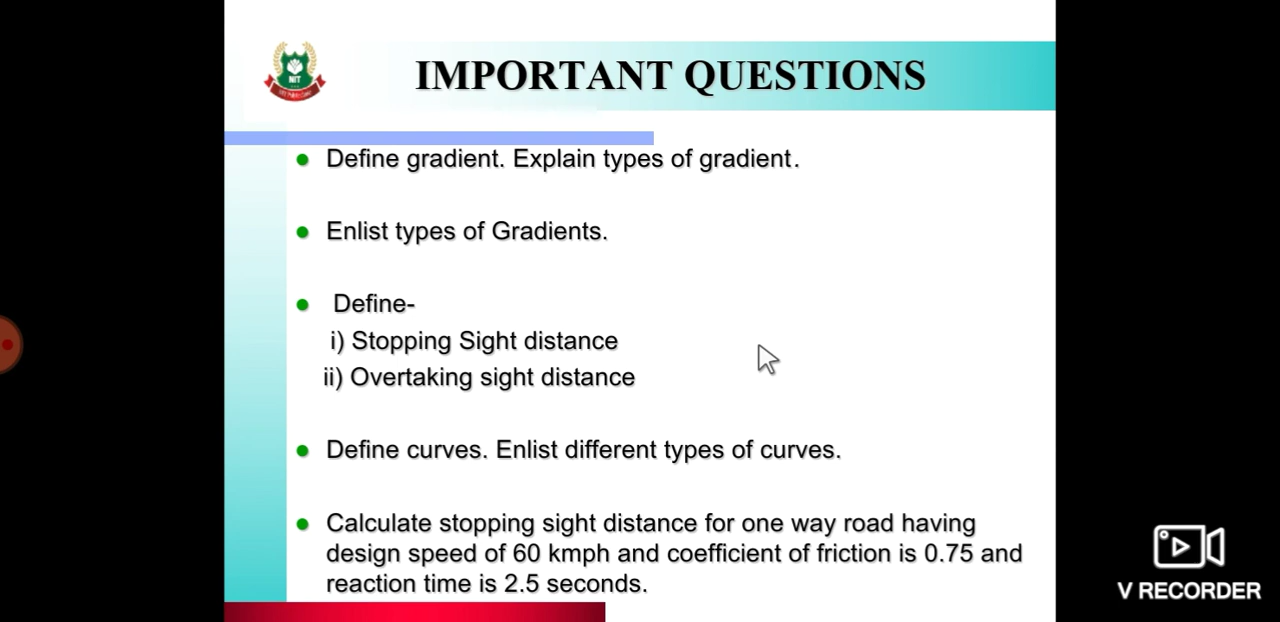 IMPORTANT QUESTIONS
NIT
Define gradient. Explain types of gradient.
Enlist types of Gradients.
Define-
i) Stopping Sight distance
ii) Overtaking sight distance
Define curves. Enlist different types of curves.
Calculate stopping sight distance for one way road having
design speed of 60 kmph and coefficient of friction is 0.75 and
reaction time is 2.5 seconds.
V RECORDER